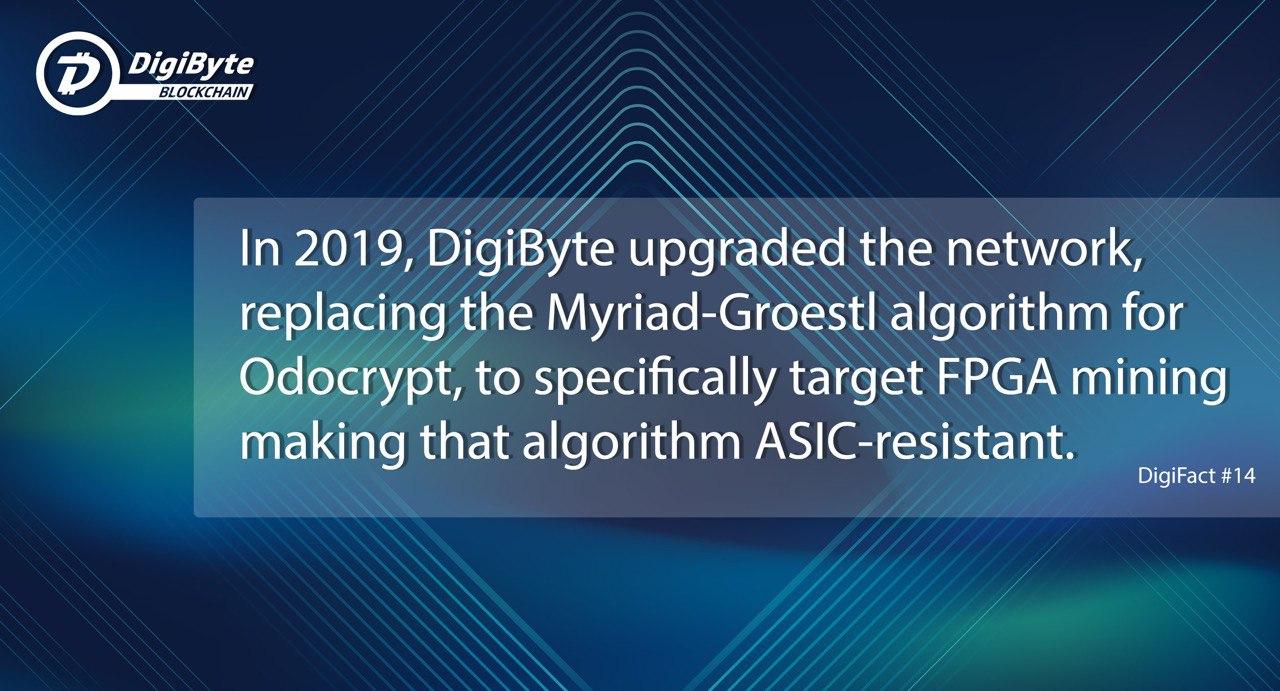 DigiByte
BLOCKCHAIN
In 2019, DigiByte upgraded the network,
replacing the Myriad-Groestl algorithm for
Odocrypt, to specifically target FPGA mining
making that algorithm ASIC-resistant.
DigiFact #14